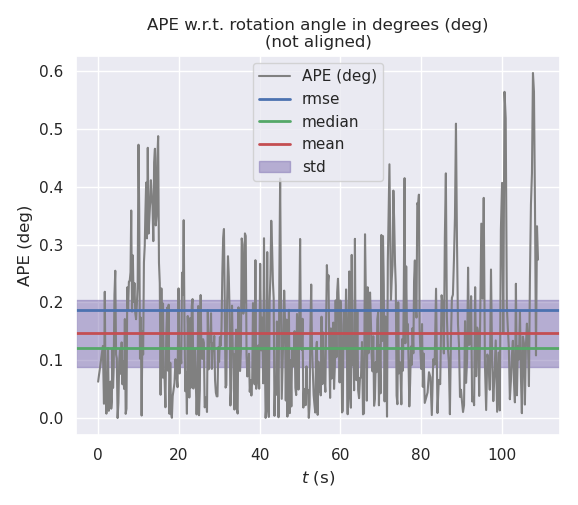 APE w.r.t. rotation angle in degrees (deg)
(not aligned)
APE (deg)
rmse
median
mean
std
APE (deg)
0.6
0.5
0.4
0.3
0.2
0.1
0.0
0 20 40 60 80 100
t (s)